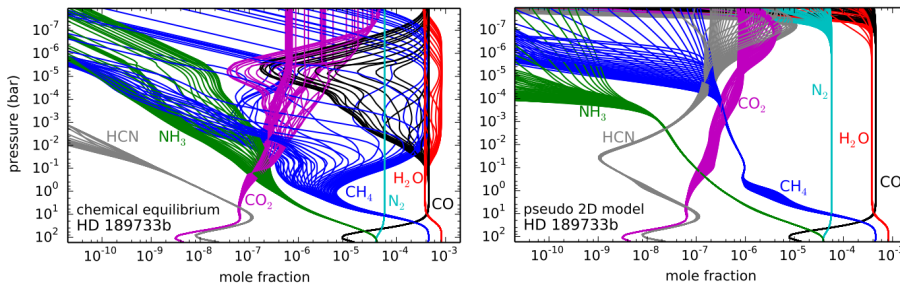 10⁻⁷
10⁻⁶
10⁻⁵
10⁻⁴
10⁻³
10⁻²
10⁻¹
10⁰
10¹
10²
pressure (bar)
HCN
NH₃
CO₂
CH₄
N₂
H₂O
CO
chemical equilibrium
HD 189733b
10⁻¹⁰ 10⁻⁹ 10⁻⁸ 10⁻⁷ 10⁻⁶ 10⁻⁵ 10⁻⁴ 10⁻³
mole fraction
10⁻⁷
10⁻⁶
10⁻⁵
10⁻⁴
10⁻³
10⁻²
10⁻¹
10⁰
10¹
10²
NH₃
HCN
CO₂
N₂
H₂O
CH₄
CO
pseudo 2D model
HD 189733b
10⁻¹⁰ 10⁻⁹ 10⁻⁸ 10⁻⁷ 10⁻⁶ 10⁻⁵ 10⁻⁴ 10⁻³
mole fraction